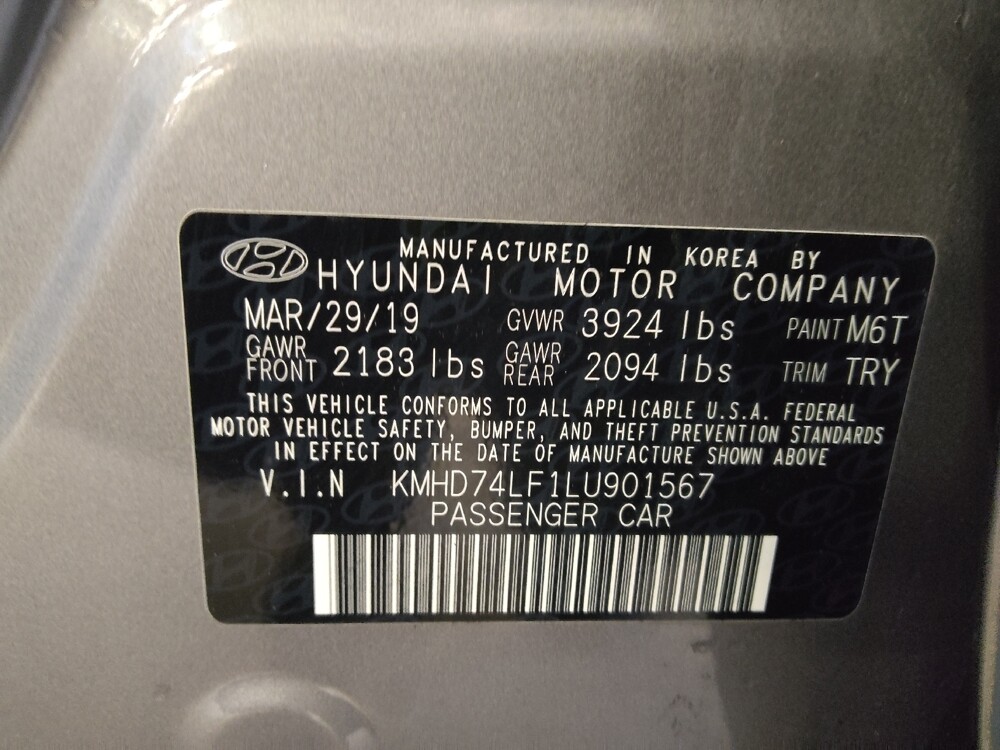 MANUFACTURED IN KOREA BY
HYUNDAI MOTOR COMPANY
MAR/29/19 GVWR 3924 lbs PAINT M6T
GAWR FRONT 2183 lbs GAWR REAR 2094 lbs TRIM TRY
THIS VEHICLE CONFORMS TO ALL APPLICABLE U.S.A. FEDERAL
MOTOR VEHICLE SAFETY, BUMPER, AND THEFT PREVENTION STANDARDS
IN EFFECT ON THE DATE OF MANUFACTURE SHOWN ABOVE
V.I.N KMHD74LF1LU901567
PASSENGER CAR